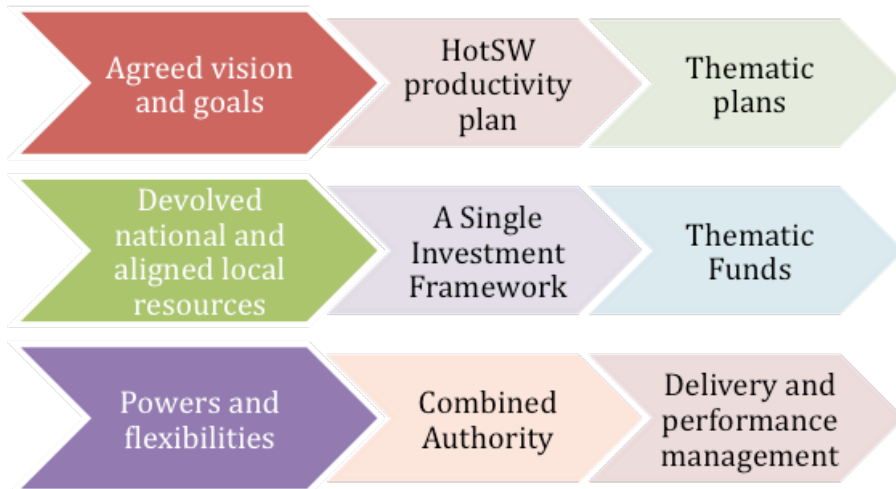 Agreed vision
and goals
HotSW
productivity
plan
Thematic
plans
Devolved
national and
aligned local
resources
A Single
Investment
Framework
Thematic
Funds
Powers and
flexibilities
Combined
Authority
Delivery and
performance
management